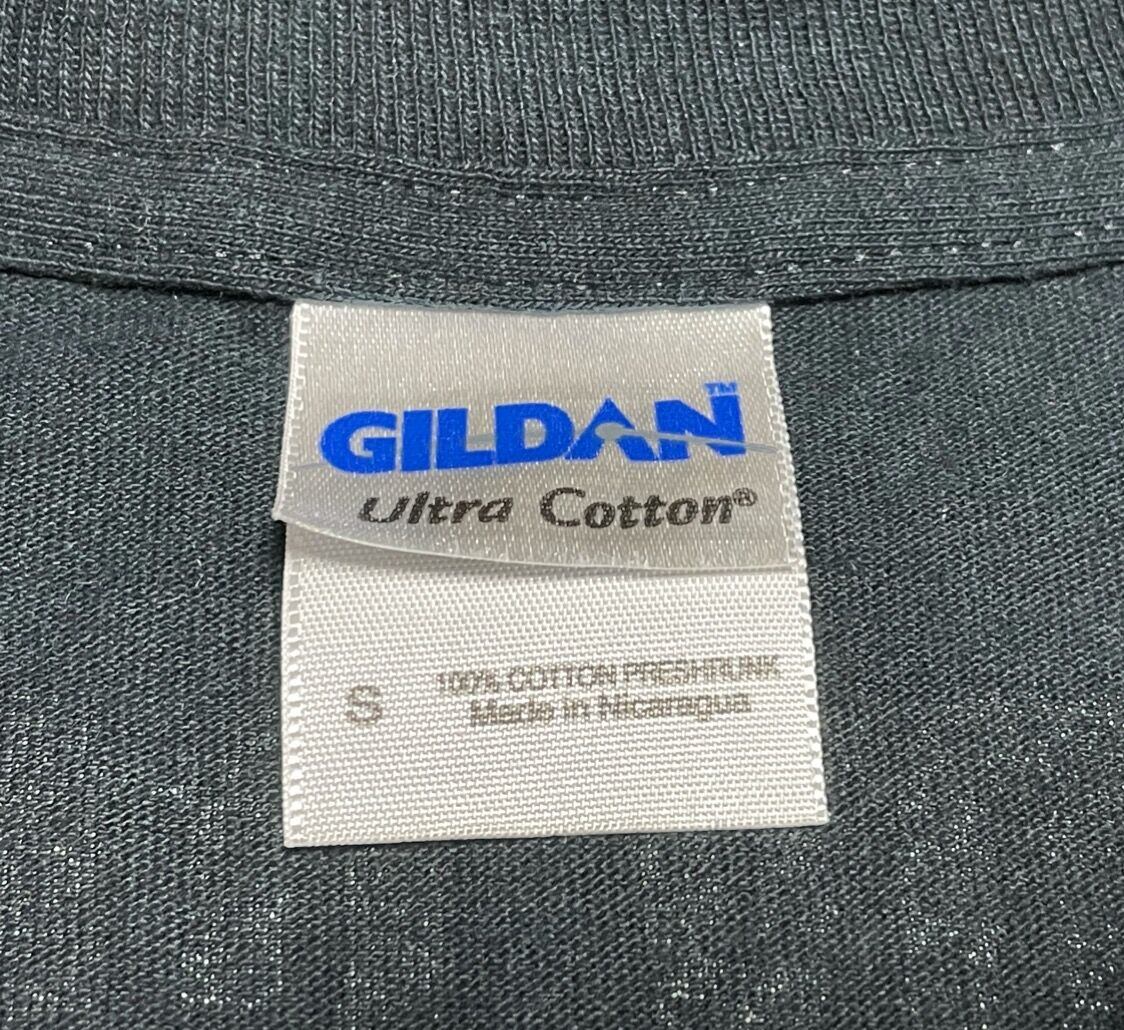 GILDAN™
Ultra Cotton®
S
100% COTTON PRESHRUNK
Made in Nicaragua